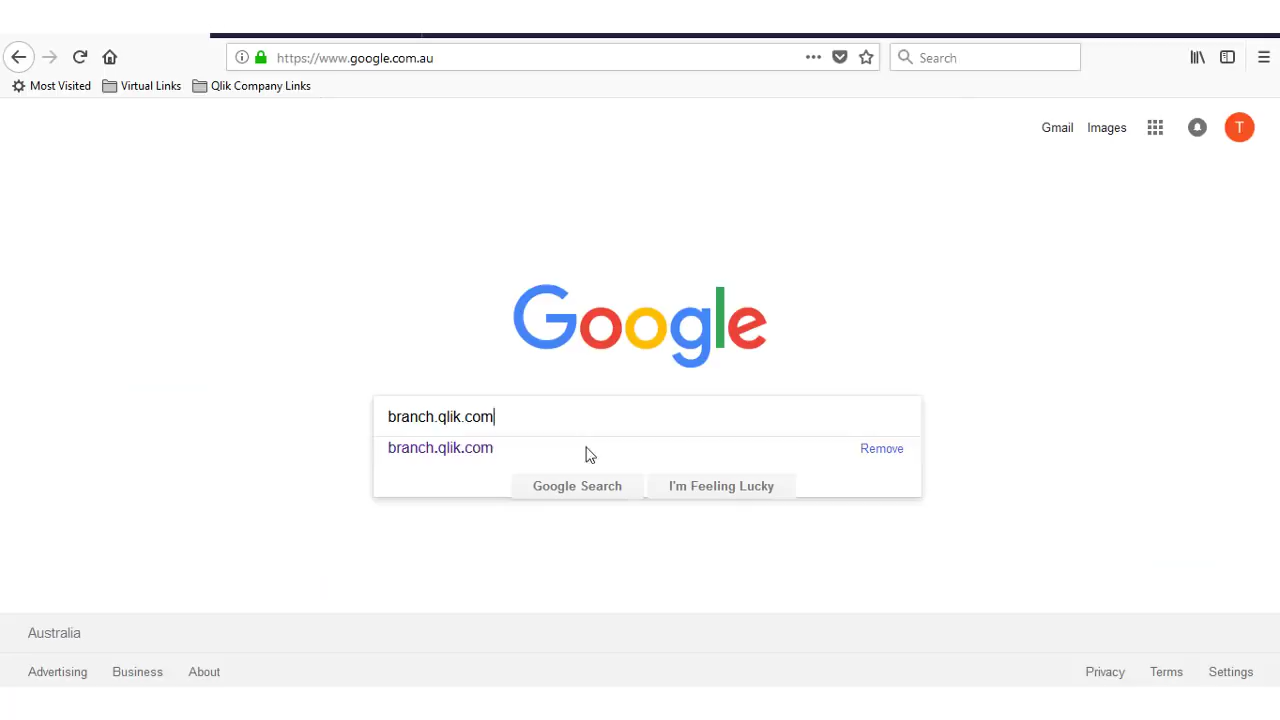 https://www.google.com.au
Search
Most Visited
Virtual Links
Qlik Company Links
Gmail
Images
T
Google
branch.qlik.com
branch.qlik.com
Remove
Google Search
I'm Feeling Lucky
Australia
Advertising
Business
About
Privacy
Terms
Settings